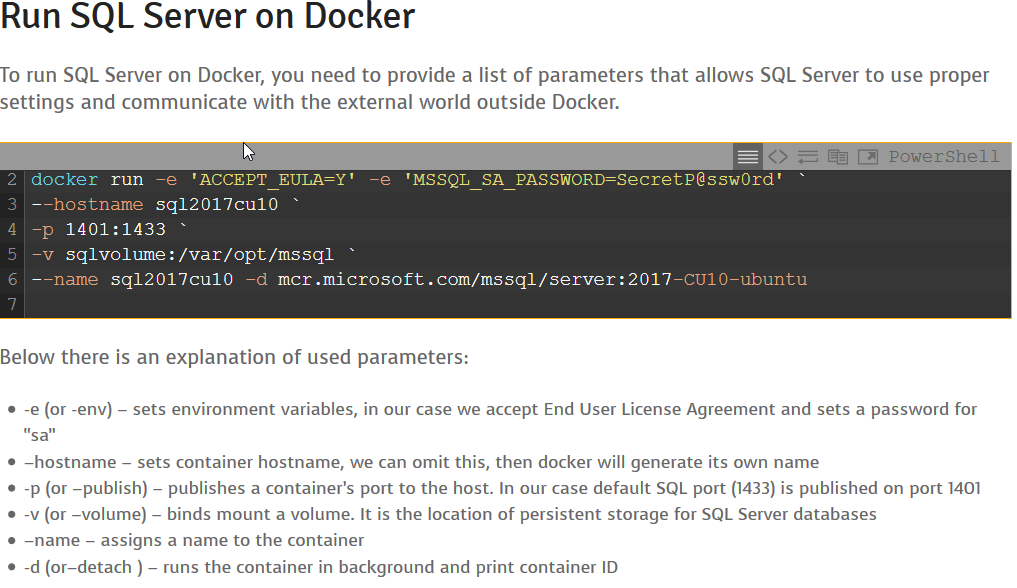 Run SQL Server on Docker
To run SQL Server on Docker, you need to provide a list of parameters that allows SQL Server to use proper
settings and communicate with the external world outside Docker.
PowerShell
2 docker run -e 'ACCEPT_EULA=Y' -e 'MSSQL_SA_PASSWORD=SecretP@ssw0rd' `
3 --hostname sql2017cu10 `
4 -p 1401:1433 `
5 -v sqlvolume:/var/opt/mssql `
6 --name sql2017cu10 -d mcr.microsoft.com/mssql/server:2017-CU10-ubuntu
7
Below there is an explanation of used parameters:
• -e (or -env) – sets environment variables, in our case we accept End User License Agreement and sets a password for
"sa"
• –hostname – sets container hostname, we can omit this, then docker will generate its own name
• -p (or –publish) – publishes a container's port to the host. In our case default SQL port (1433) is published on port 1401
• -v (or –volume) – binds mount a volume. It is the location of persistent storage for SQL Server databases
• –name – assigns a name to the container
• -d (or–detach ) – runs the container in background and print container ID